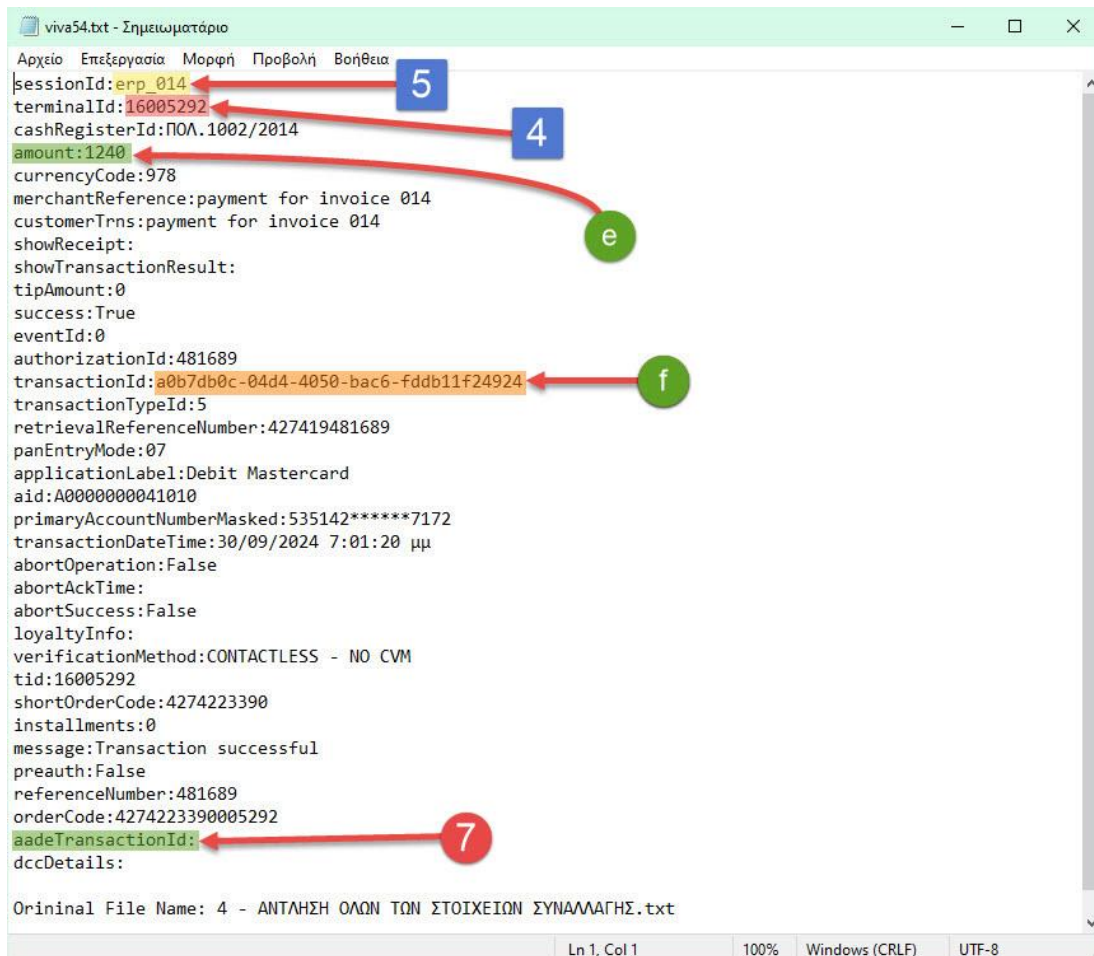 viva54.txt - Σημειωματάριο
Αρχείο Επεξεργασία Μορφή Προβολή Βοήθεια
sessionId:erp_014
5
terminalId:16005292
cashRegisterId:ΠΟΛ.1002/2014
4
amount:1240
currencyCode:978
merchantReference:payment for invoice 014
customerTrns:payment for invoice 014
e
showReceipt:
showTransactionResult:
tipAmount:0
success:True
eventId:0
authorizationId:481689
transactionId:a0b7db0c-04d4-4050-bac6-fddb11f24924
f
transactionTypeId:5
retrievalReferenceNumber:427419481689
panEntryMode:07
applicationLabel:Debit Mastercard
aid:A0000000041010
primaryAccountNumberMasked:535142******7172
transactionDateTime:30/09/2024 7:01:20 μμ
abortOperation:False
abortAckTime:
abortSuccess:False
loyaltyInfo:
verificationMethod:CONTACTLESS - NO CVM
tid:16005292
shortOrderCode:4274223390
installments:0
message:Transaction successful
preauth:False
referenceNumber:481689
orderCode:4274223390005292
aadeTransactionId:
7
dccDetails:
Orininal File Name: 4 - ΑΝΤΛΗΣΗ ΟΛΩΝ ΤΩΝ ΣΤΟΙΧΕΙΩΝ ΣΥΝΑΛΛΑΓΗΣ.txt
Ln 1, Col 1 100% Windows (CRLF) UTF-8